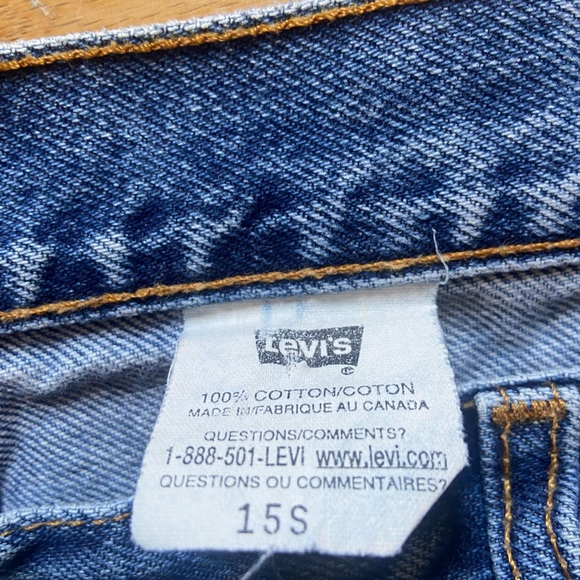 Levi's
100% COTTON/COTON
MADE IN/FABRIQUE AU CANADA
QUESTIONS/COMMENTS?
1-888-501-LEVI www.levi.com
QUESTIONS OU COMMENTAIRES?
15S